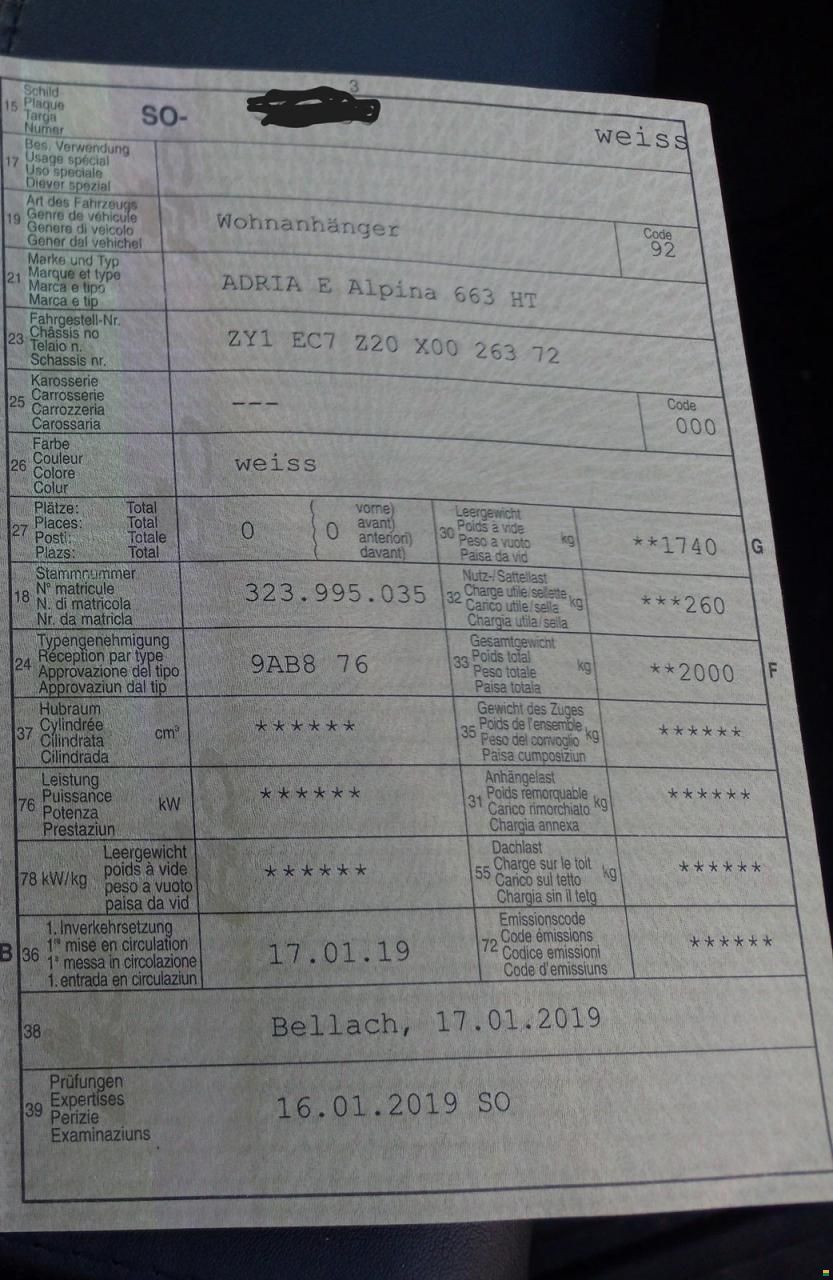 3
15 Schild
Plaque
Targa
Numer
SO-
weiss
17 Bes. Verwendung
Usage spécial
Uso speciale
Diever spezial
19 Art des Fahrzeugs
Genre de véhicule
Genere di veicolo
Gener dal vehichel
Wohnanhänger
Code
92
21 Marke und Typ
Marque et type
Marca e tipo
Marca e tip
ADRIA E Alpina 663 HT
23 Fahrgestell-Nr.
Châssis no
Telaio n.
Schassis nr.
ZY1 EC7 Z20 X00 263 72
25 Karosserie
Carrosserie
Carrozzeria
Carossaria
---
Code
000
26 Farbe
Couleur
Colore
Colur
weiss
27 Plätze: Total
Places: Total
Posti: Totale
Plazs: Total
0
0
vorne)
avant)
anteriori)
davant)
30 Leergewicht
Poids à vide
Peso a vuoto
Paisa da vid
kg
**1740
G
18 Stammnummer
N° matricule
N. di matricola
Nr. da matricla
323.995.035
32 Nutz-/Sattellast
Charge utile/sellette
Carico utile/sella
Chargia utila/sella
kg
***260
24 Typengenehmigung
Réception par type
Approvazione del tipo
Approvaziun dal tip
9AB8 76
33 Gesamtgewicht
Poids total
Peso totale
Paisa totala
kg
**2000
F
37 Hubraum
Cylindrée
Cilindrata
Cilindrada
cm³
******
35 Gewicht des Zuges
Poids de l'ensemble
Peso del convoglio
Paisa cumposiziun
kg
******
76 Leistung
Puissance
Potenza
Prestaziun
kW
******
31 Anhängelast
Poids remorquable
Carico rimorchiato
Chargia annexa
kg
******
78 kW/kg
Leergewicht
poids à vide
peso a vuoto
paisa da vid
******
55 Dachlast
Charge sur le toit
Carico sul tetto
Chargia sin il tetg
kg
******
B
36 1. Inverkehrsetzung
1re mise en circulation
1a messa in circolazione
1. entrada en circulaziun
17.01.19
72 Emissionscode
Code émissions
Codice emissioni
Code d'emissiuns
******
38
Bellach, 17.01.2019
39 Prüfungen
Expertises
Perizie
Examinaziuns
16.01.2019 SO